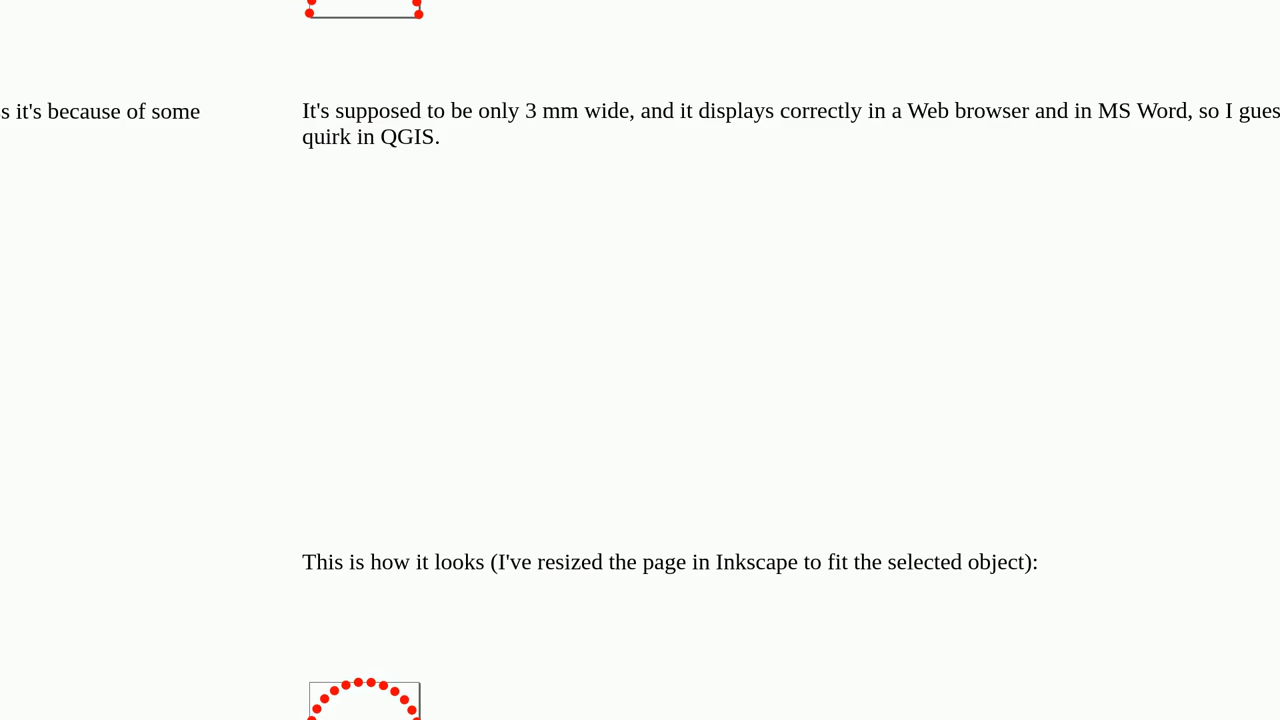 s it's because of some
It's supposed to be only 3 mm wide, and it displays correctly in a Web browser and in MS Word, so I gues
quirk in QGIS.
This is how it looks (I've resized the page in Inkscape to fit the selected object):